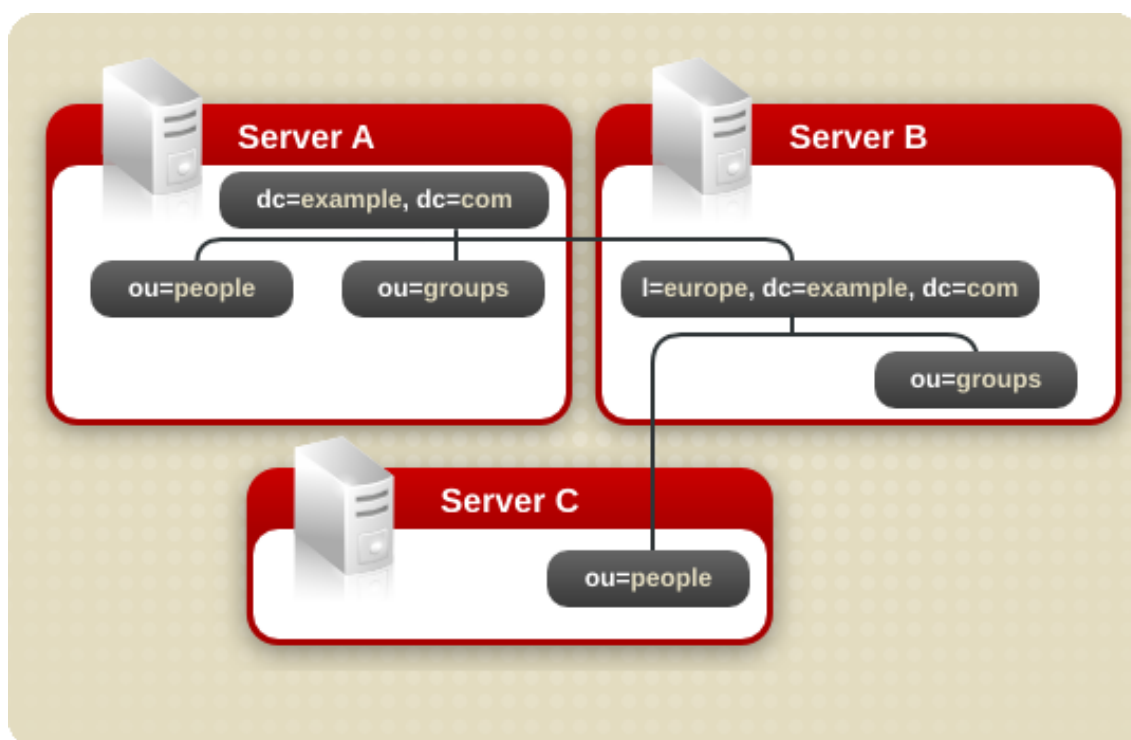 Server A
dc=example, dc=com
ou=people
ou=groups
Server B
l=europe, dc=example, dc=com
ou=groups
Server C
ou=people